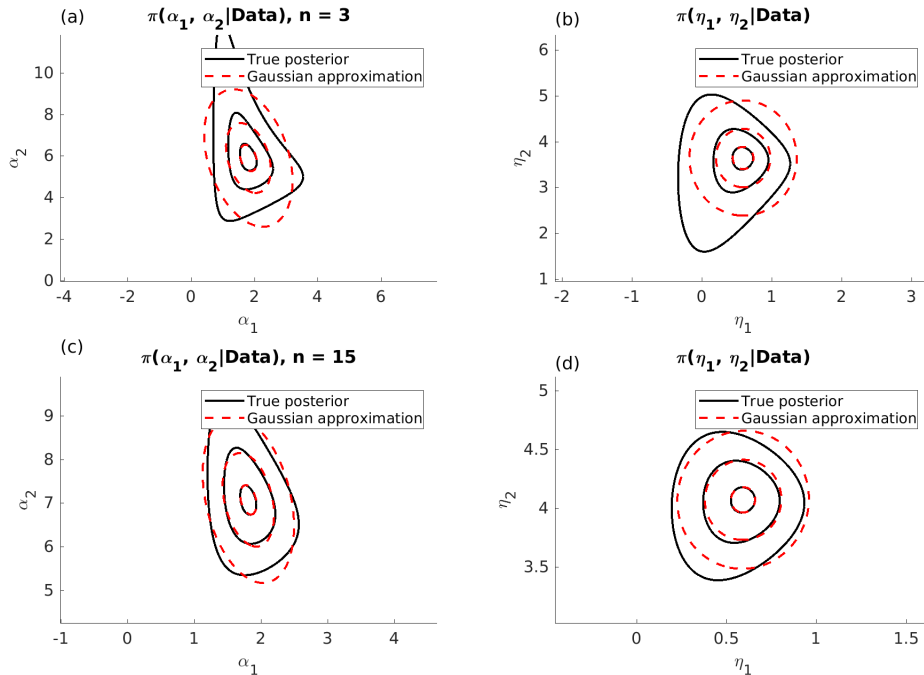 (a)
π(α₁, α₂|Data), n = 3
True posterior
Gaussian approximation
10
8
6
4
2
0
α₂
-4 -2 0 2 4 6
α₁
(b)
π(η₁, η₂|Data)
True posterior
Gaussian approximation
6
5
4
3
2
1
η₂
-2 -1 0 1 2 3
η₁
(c)
π(α₁, α₂|Data), n = 15
True posterior
Gaussian approximation
9
8
7
6
5
α₂
-1 0 1 2 3 4
α₁
(d)
π(η₁, η₂|Data)
True posterior
Gaussian approximation
5
4.5
4
3.5
η₂
0 0.5 1 1.5
η₁